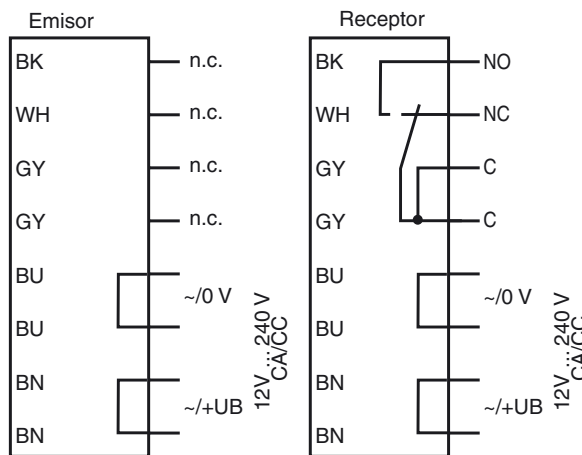 Emisor
BK n.c.
WH n.c.
GY n.c.
GY n.c.
BU
~/0 V
BU
BN
~/+UB
BN
12V ... 240 V
CA/CC
Receptor
BK NO
WH NC
GY C
GY C
BU
~/0 V
BU
BN
~/+UB
BN
12V ... 240 V
CA/CC